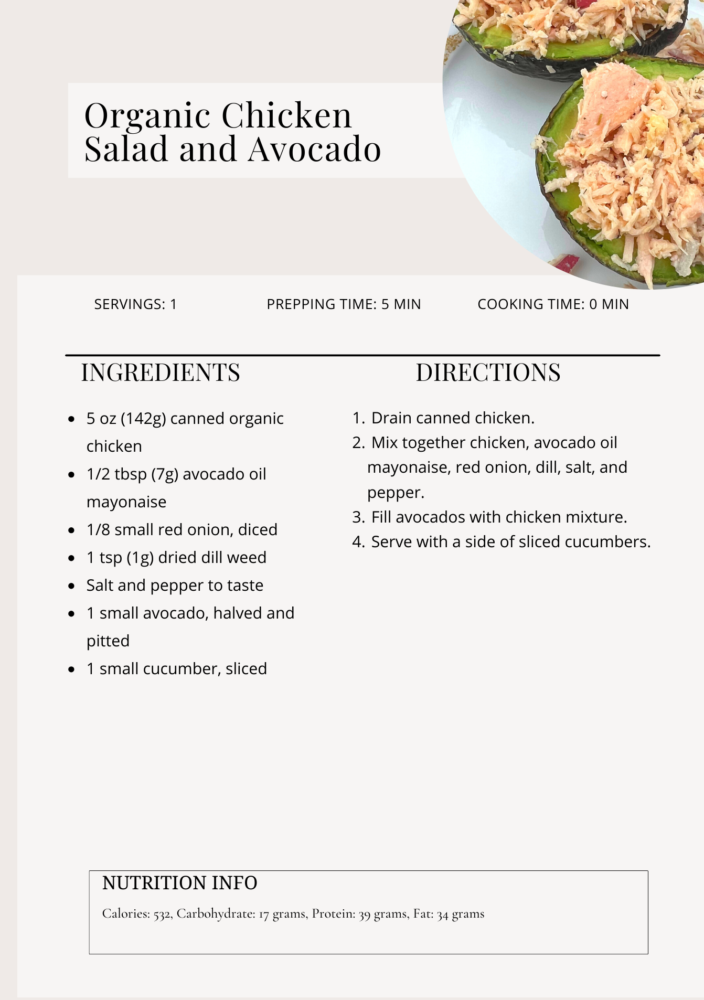 Organic Chicken
Salad and Avocado
SERVINGS: 1
PREPPING TIME: 5 MIN
COOKING TIME: 0 MIN
INGREDIENTS
• 5 oz (142g) canned organic
chicken
• 1/2 tbsp (7g) avocado oil
mayonaise
• 1/8 small red onion, diced
• 1 tsp (1g) dried dill weed
• Salt and pepper to taste
• 1 small avocado, halved and
pitted
• 1 small cucumber, sliced
DIRECTIONS
1. Drain canned chicken.
2. Mix together chicken, avocado oil
mayonaise, red onion, dill, salt, and
pepper.
3. Fill avocados with chicken mixture.
4. Serve with a side of sliced cucumbers.
NUTRITION INFO
Calories: 532, Carbohydrate: 17 grams, Protein: 39 grams, Fat: 34 grams